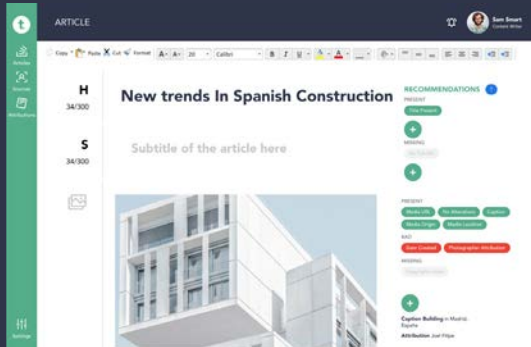 t
ARTICLE
Sam Smart
Content Writer
Copy Paste Cut Format A- A+ 20 Calibri B I U A
Articles
Sources
Attributions
Settings
H
34/300
New trends In Spanish Construction
S
34/300
Subtitle of the article here
RECOMMENDATIONS
PRESENT
Title Present
MISSING
PRESENT
Media URL No Alterations Caption
Media Origin Media Location
BAD
Date Created Photographer Attribution
MISSING
Caption Building in Madrid,
España
Attribution Joel Filipe